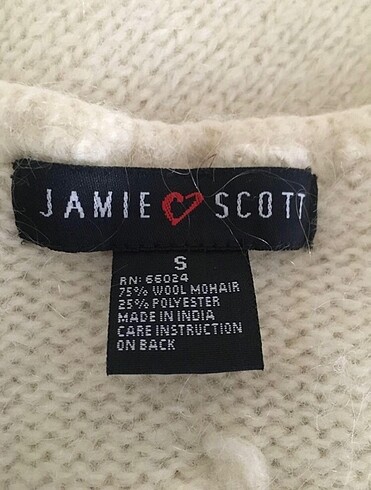 JAMIE SCOTT
S
RN: 66024
75% WOOL MOHAIR
25% POLYESTER
MADE IN INDIA
CARE INSTRUCTION
ON BACK